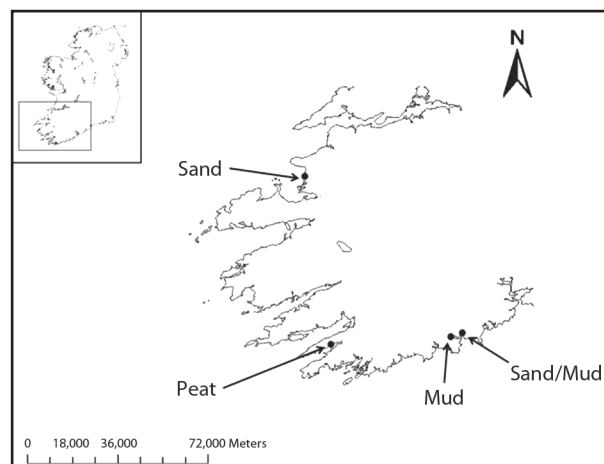 N
Sand
Sand/Mud
Peat
Mud
0 18,000 36,000 72,000 Meters